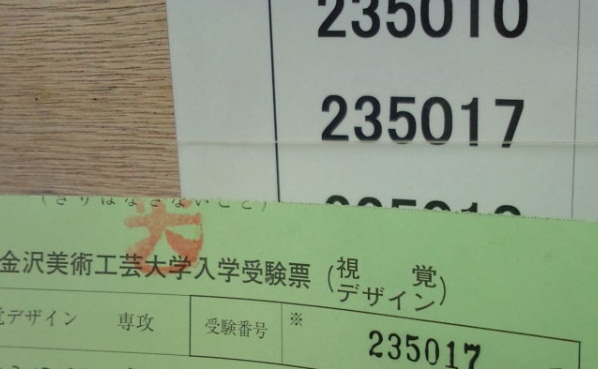 235010
235017
(きりはなさないこと)
金沢美術工芸大学入学受験票(視覚デザイン)
覚デザイン 専攻 受験番号 ※ 235017